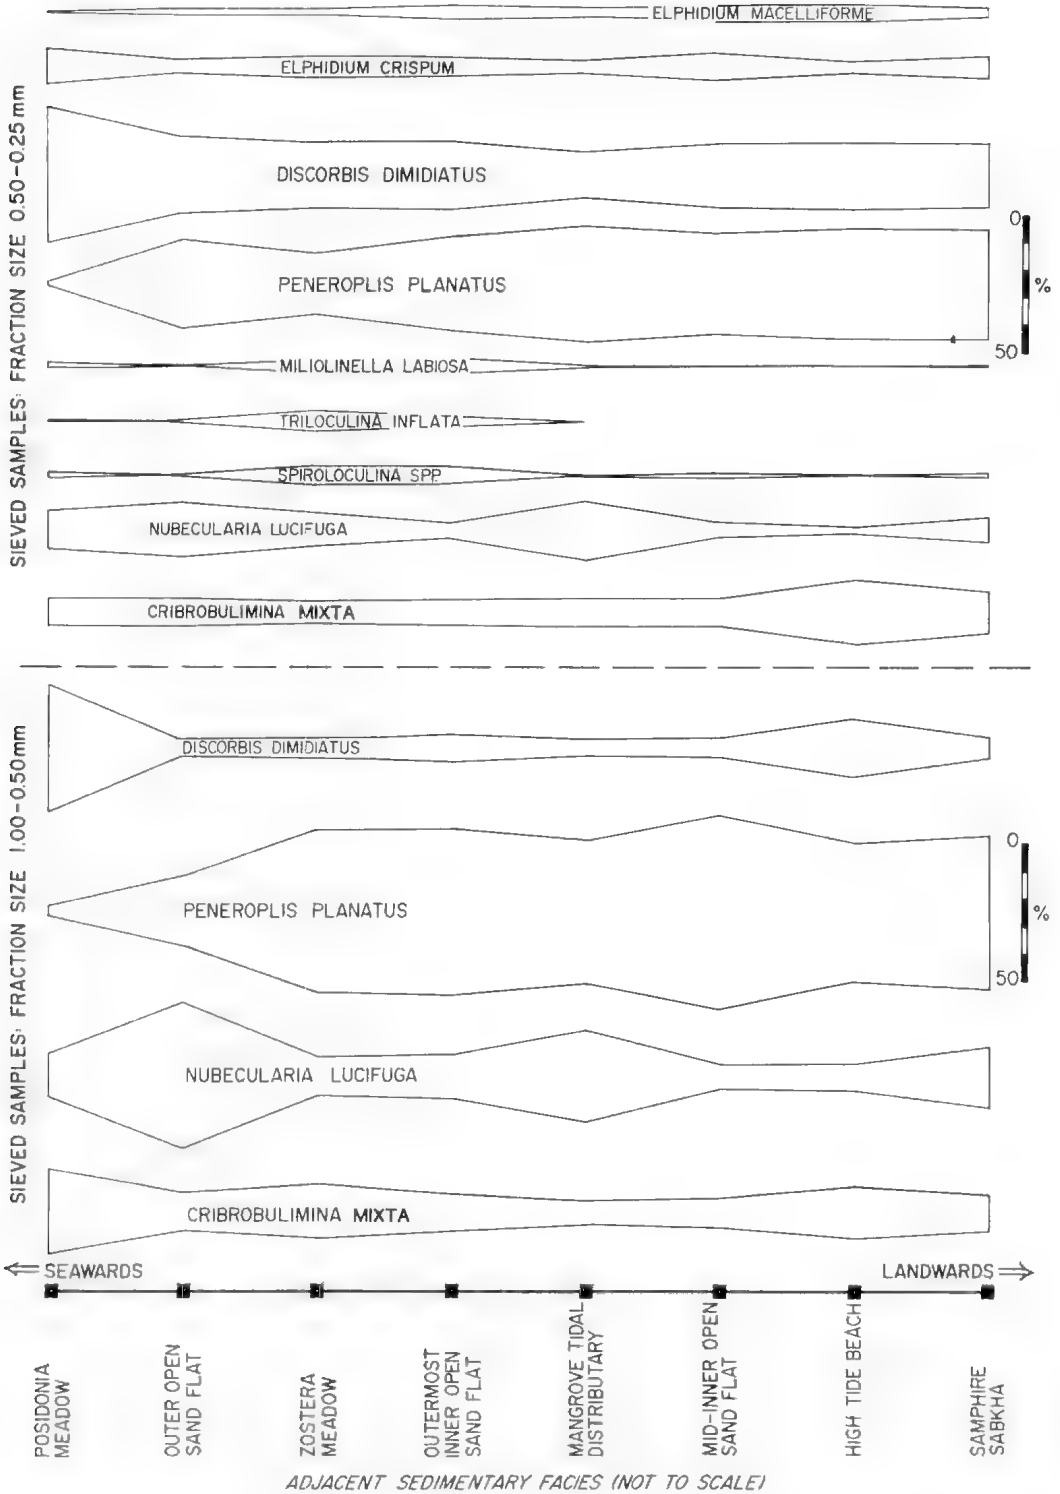 ELPHIDIUM MACELLIFORME
ELPHIDIUM CRISPUM
DISCORBIS DIMIDIATUS
PENEROPLIS PLANATUS
MILIOLINELLA LABIOSA
TRILOCULINA INFLATA
SPIROLOCULINA SPP
NUBECULARIA LUCIFUGA
CRIBROBULIMINA MIXTA
SIEVED SAMPLES: FRACTION SIZE 0.50-0.25mm
0
%
50
DISCORBIS DIMIDIATUS
PENEROPLIS PLANATUS
NUBECULARIA LUCIFUGA
CRIBROBULIMINA MIXTA
SIEVED SAMPLES: FRACTION SIZE 1.00-0.50mm
0
%
50
SEAWARDS
LANDWARDS
POSIDONIA
MEADOW
OUTER OPEN
SAND FLAT
ZOSTERA
MEADOW
OUTERMOST
INNER OPEN
SAND FLAT
MANGROVE TIDAL
DISTRIBUTARY
MID-INNER OPEN
SAND FLAT
HIGH TIDE BEACH
SAMPHIRE
SABKHA
ADJACENT SEDIMENTARY FACIES (NOT TO SCALE)